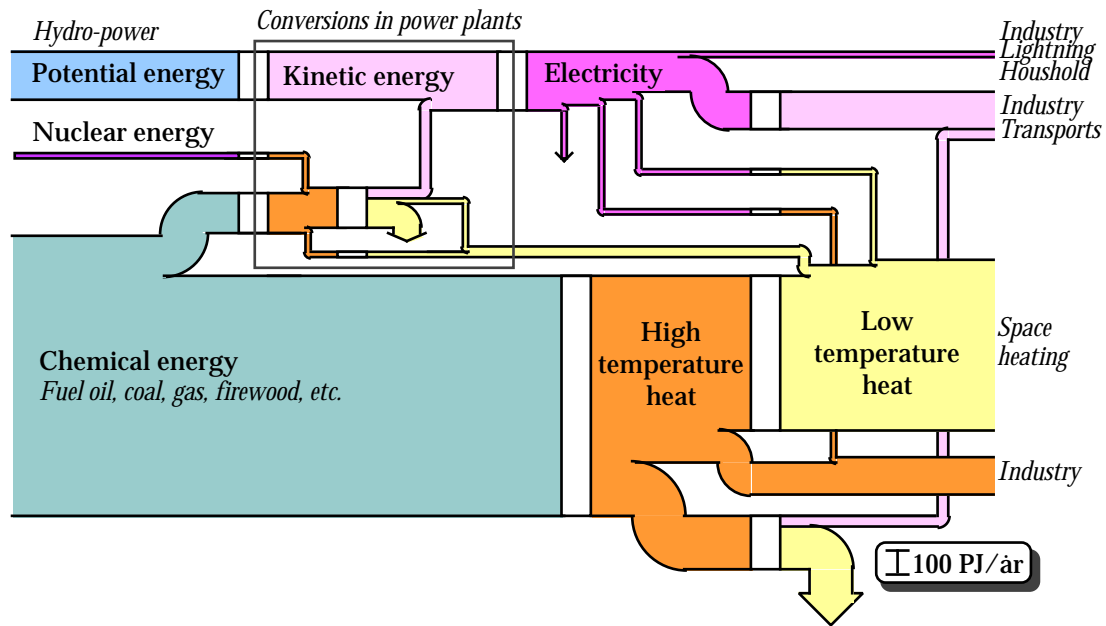 Hydro-power
Conversions in power plants
Industry
Lightning
Houshold
Potential energy
Kinetic energy
Electricity
Industry
Transports
Nuclear energy
Chemical energy
Fuel oil, coal, gas, firewood, etc.
High
temperature
heat
Low
temperature
heat
Space
heating
Industry
100 PJ/år